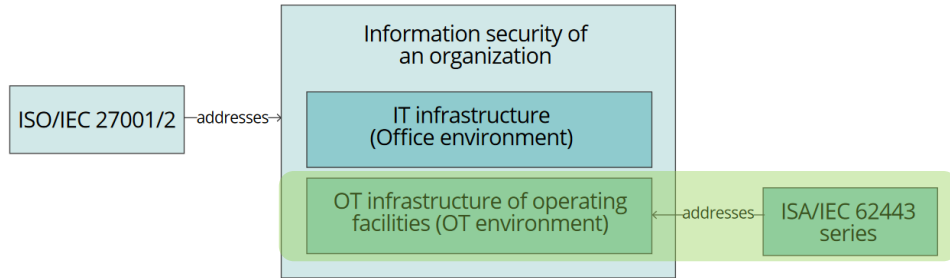 Information security of
an organization
ISO/IEC 27001/2
addresses
IT infrastructure
(Office environment)
OT infrastructure of operating
facilities (OT environment)
addresses
ISA/IEC 62443
series